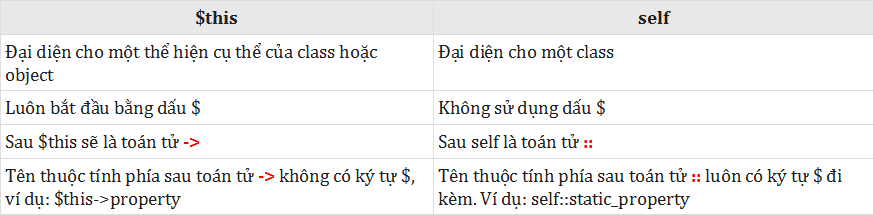 $this
self
Đại diện cho một thể hiện cụ thể của class hoặc
object
Đại diện cho một class
Luôn bắt đầu bằng dấu $
Không sử dụng dấu $
Sau $this sẽ là toán tử ->
Sau self là toán tử ::
Tên thuộc tính phía sau toán tử -> không có ký tự $,
ví dụ: $this->property
Tên thuộc tính phía sau toán tử :: luôn có ký tự $ đi
kèm. Ví dụ: self::static_property